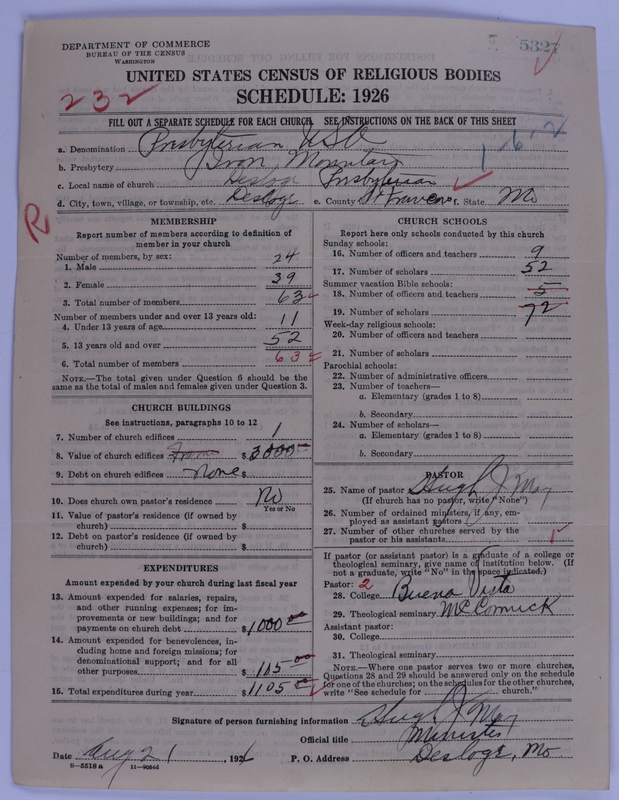 DEPARTMENT OF COMMERCE
BUREAU OF THE CENSUS
WASHINGTON
5327
UNITED STATES CENSUS OF RELIGIOUS BODIES
SCHEDULE: 1926
232
FILL OUT A SEPARATE SCHEDULE FOR EACH CHURCH. SEE INSTRUCTIONS ON THE BACK OF THIS SHEET
a. Denomination Presbyterian USA
b. Presbytery Iron Mountain
c. Local name of church Desloge Presbyterian
d. City, town, village, or township, etc. Desloge e. County St Francois f. State Mo
R
MEMBERSHIP
Report number of members according to definition of
member in your church
Number of members, by sex:
1. Male 24
2. Female 39
3. Total number of members 63
Number of members under and over 13 years old:
4. Under 13 years of age 11
5. 13 years old and over 52
6. Total number of members 63
NOTE.—The total given under Question 6 should be the
same as the total of males and females given under Question 3.
CHURCH BUILDINGS
See instructions, paragraphs 10 to 12
7. Number of church edifices 1
8. Value of church edifices $ 3000
9. Debt on church edifices None $
10. Does church own pastor's residence No
Yes or No
11. Value of pastor's residence (if owned by
church) $
12. Debt on pastor's residence (if owned by
church) $
EXPENDITURES
Amount expended by your church during last fiscal year
13. Amount expended for salaries, repairs,
and other running expenses; for im-
provements or new buildings; and for
payments on church debt $ 1000 00
14. Amount expended for benevolences, in-
cluding home and foreign missions; for
denominational support; and for all
other purposes $ 105 00
15. Total expenditures during year $ 1105 00
CHURCH SCHOOLS
Report here only schools conducted by this church
Sunday schools:
16. Number of officers and teachers 9
17. Number of scholars 52
Summer vacation Bible schools:
18. Number of officers and teachers 5
19. Number of scholars 72
Week-day religious schools:
20. Number of officers and teachers
21. Number of scholars
Parochial schools:
22. Number of administrative officers
23. Number of teachers—
a. Elementary (grades 1 to 8)
b. Secondary
24. Number of scholars—
a. Elementary (grades 1 to 8)
b. Secondary
PASTOR
25. Name of pastor Hugh J May
(If church has no pastor, write "None")
26. Number of ordained ministers, if any, em-
ployed as assistant pastors
27. Number of other churches served by the
pastor or his assistants
If pastor (or assistant pastor) is a graduate of a college or
theological seminary, give name of institution below. (If
not a graduate, write "No" in the space indicated.)
Pastor: 2
28. College Buena Vista
29. Theological seminary McCormick
Assistant pastor:
30. College
31. Theological seminary
NOTE.—Where one pastor serves two or more churches,
Questions 28 and 29 should be answered only on the schedule
for one of the churches; on the schedules for the other churches,
write "See schedule for church."
Signature of person furnishing information Hugh J May
Official title Minister
Date Aug 21, 1926 P. O. Address Desloge, Mo
8—5518 a 11—9064d